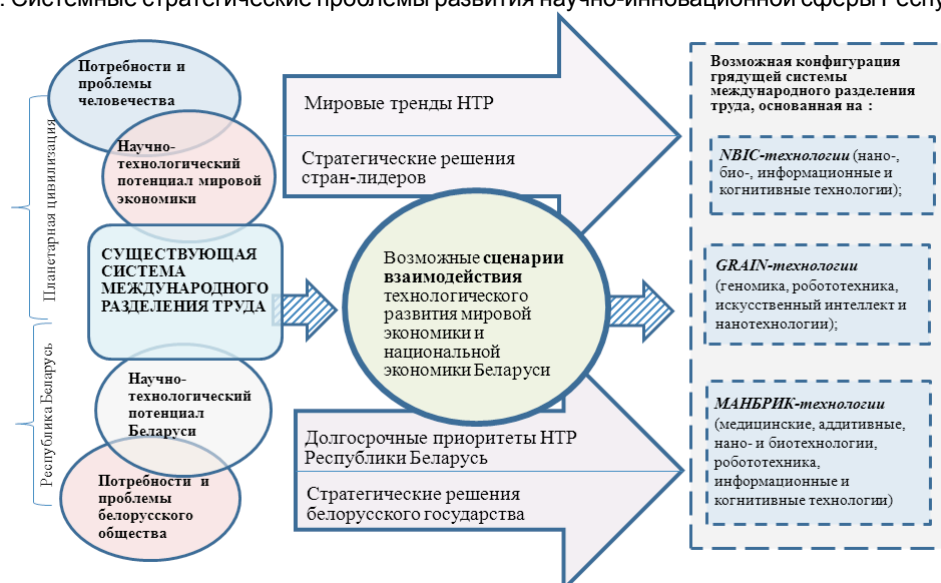 . Системные стратегические проблемы развития научно-инновационной сферы
Планетарная цивилизация
Республика Беларусь
Потребности и
проблемы
человечества
Научно-
технологический
потенциал мировой
экономики
СУЩЕСТВУЮЩАЯ
СИСТЕМА
МЕЖДУНАРОДНОГО
РАЗДЕЛЕНИЯ ТРУДА
Научно-
технологический
потенциал
Беларуси
Потребности и
проблемы
белорусского
общества
Мировые тренды НТР
Стратегические решения
стран-лидеров
Возможные сценарии
взаимодействия
технологического
развития мировой
экономики и
национальной
экономики Беларуси
Долгосрочные приоритеты НТР
Республики Беларусь
Стратегические решения
белорусского государства
Возможная конфигурация
грядущей системы
международного разделения
труда, основанная на :
NBIC-технологии (нано-,
био-, информационные и
когнитивные технологии);
GRAIN-технологии
(геномика, робототехника,
искусственный интеллект и
нанотехнологии);
МАНБРИК-технологии
(медицинские, аддитивные,
нано- и биотехнологии,
робототехника,
информационные и
когнитивные технологии)